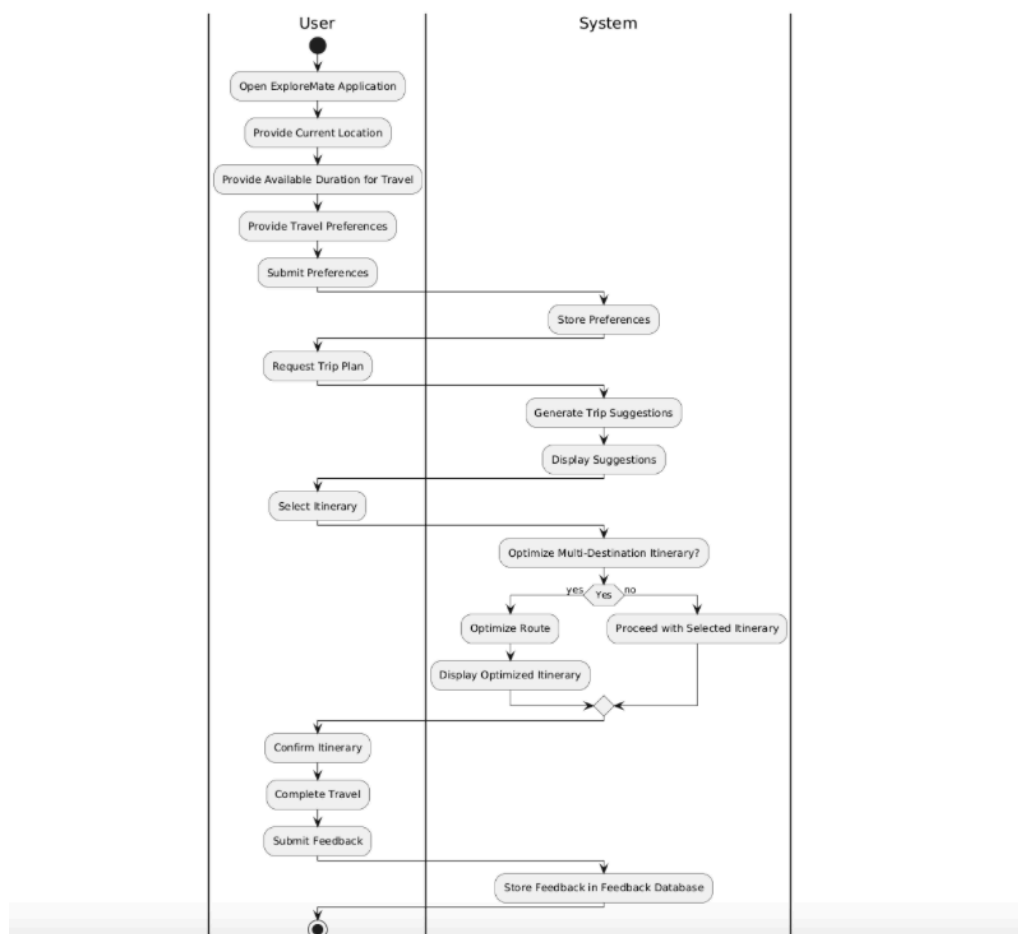 User
System
Open ExploreMate Application
Provide Current Location
Provide Available Duration for Travel
Provide Travel Preferences
Submit Preferences
Store Preferences
Request Trip Plan
Generate Trip Suggestions
Display Suggestions
Select Itinerary
Optimize Multi-Destination Itinerary?
yes
Yes
no
Optimize Route
Proceed with Selected Itinerary
Display Optimized Itinerary
Confirm Itinerary
Complete Travel
Submit Feedback
Store Feedback in Feedback Database